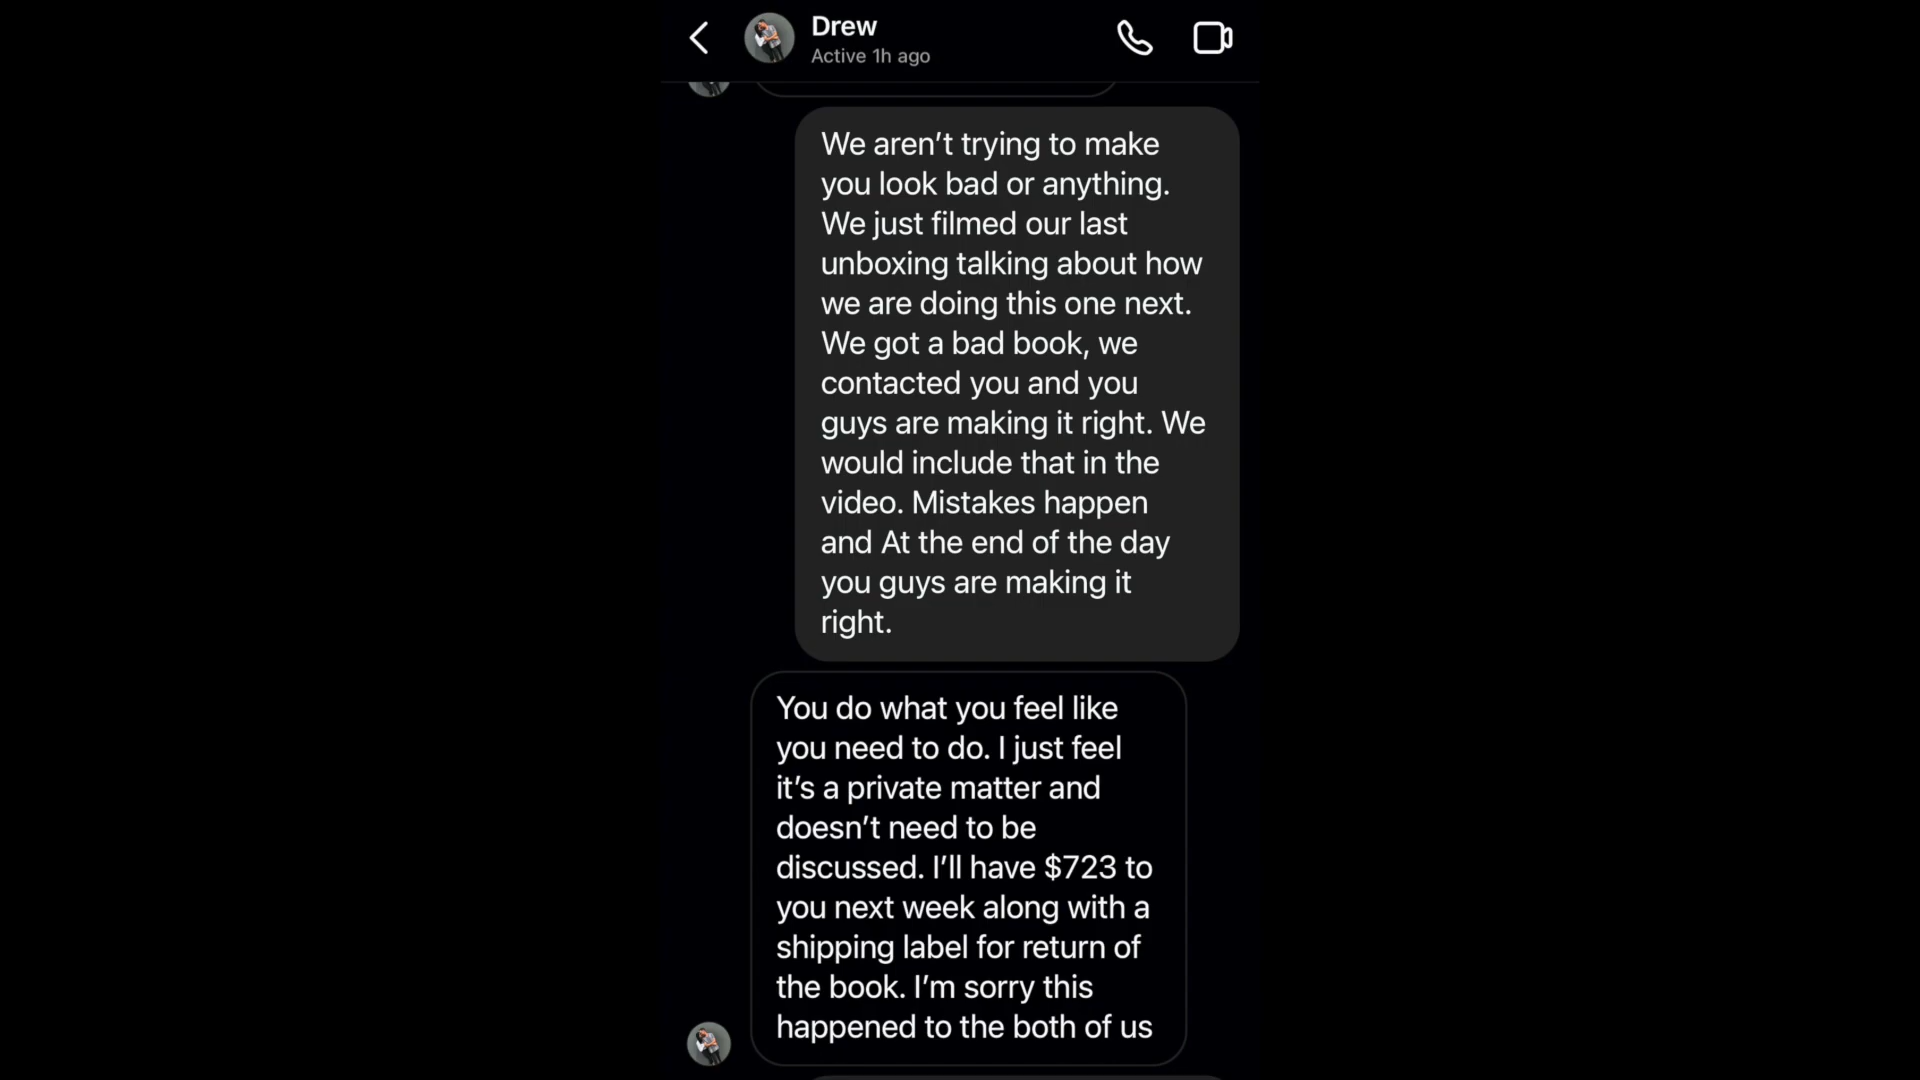 Drew
Active 1h ago
We aren’t trying to make
you look bad or anything.
We just filmed our last
unboxing talking about how
we are doing this one next.
We got a bad book, we
contacted you and you
guys are making it right. We
would include that in the
video. Mistakes happen
and At the end of the day
you guys are making it
right.
You do what you feel like
you need to do. I just feel
it’s a private matter and
doesn’t need to be
discussed. I’ll have $723 to
you next week along with a
shipping label for return of
the book. I’m sorry this
happened to the both of us